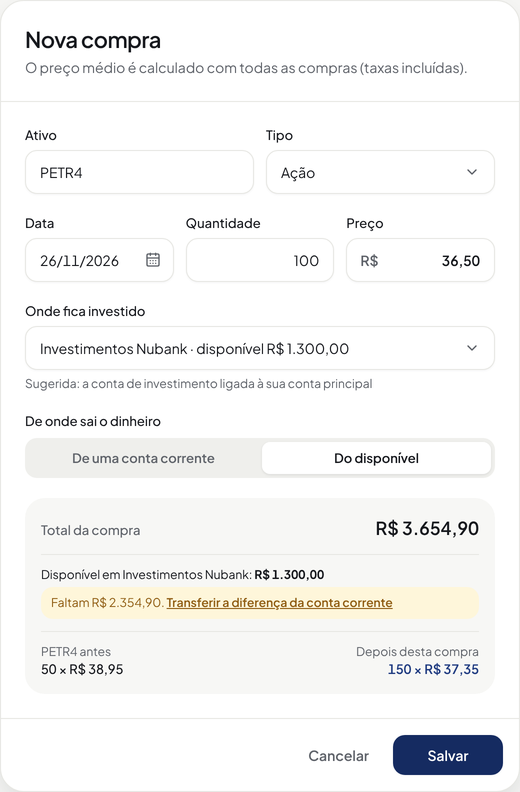 Nova compra
O preço médio é calculado com todas as compras (taxas incluídas).
Ativo
Tipo
PETR4
Ação
Data
Quantidade
Preço
26/11/2026
100
R$ 36,50
Onde fica investido
Investimentos Nubank · disponível R$ 1.300,00
Sugerida: a conta de investimento ligada à sua conta principal
De onde sai o dinheiro
De uma conta corrente
Do disponível
Total da compra
R$ 3.654,90
Disponível em Investimentos Nubank: R$ 1.300,00
Faltam R$ 2.354,90. Transferir a diferença da conta corrente
PETR4 antes
Depois desta compra
50 × R$ 38,95
150 × R$ 37,35
Cancelar
Salvar